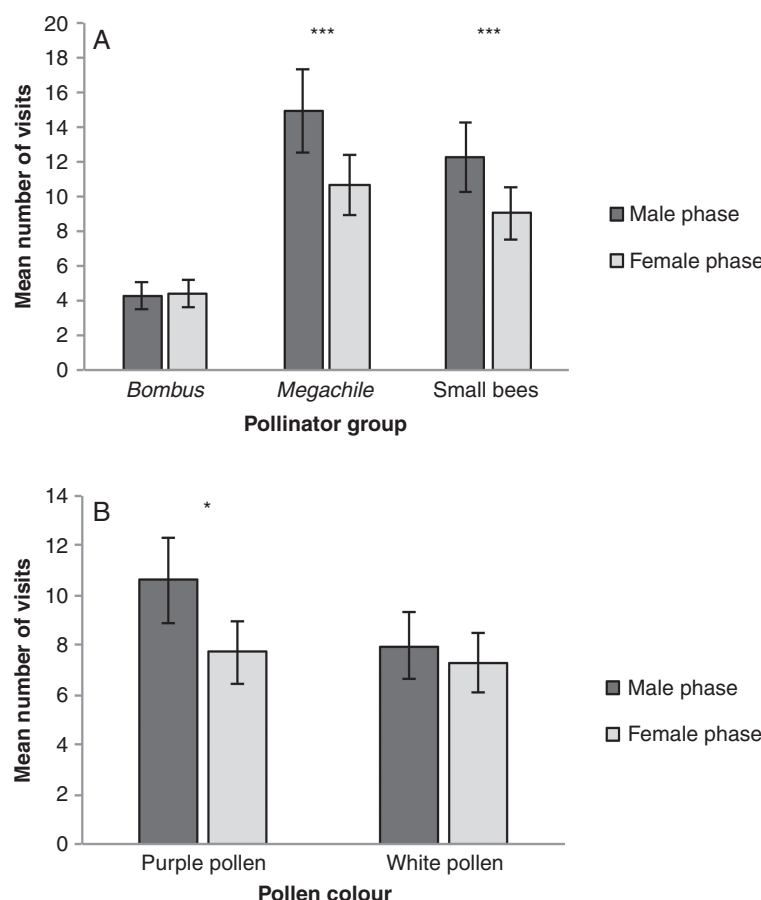 A
***
***
20
18
16
14
12
10
8
6
4
2
0
Mean number of visits
Bombus
Megachile
Small bees
Pollinator group
Male phase
Female phase
B
*
14
12
10
8
6
4
2
0
Mean number of visits
Purple pollen
White pollen
Pollen colour
Male phase
Female phase